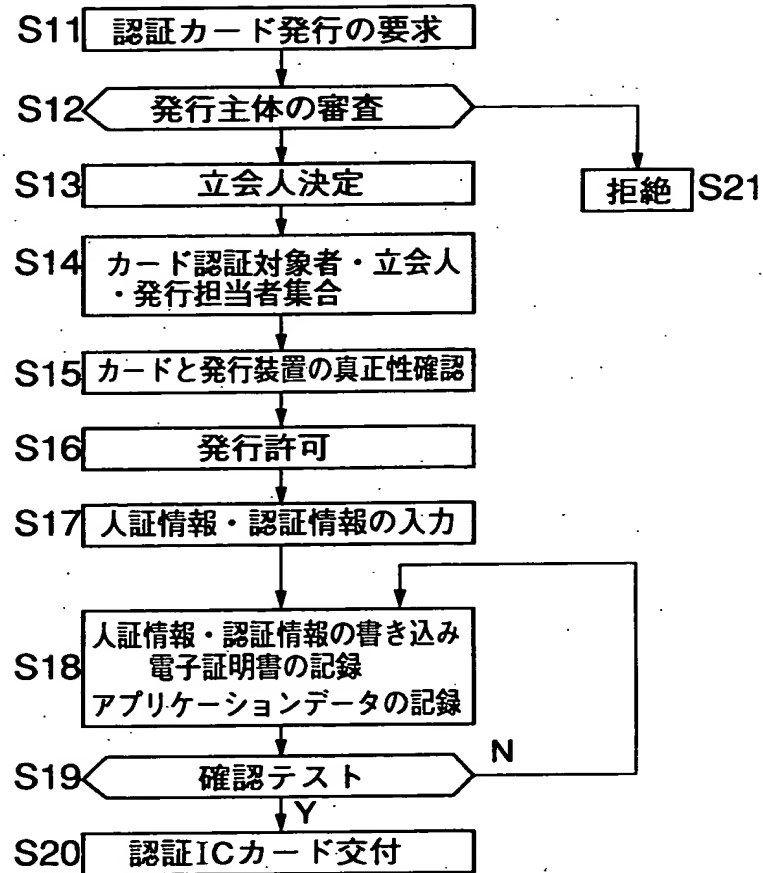 S11 認証カード発行の要求
S12 発行主体の審査
S13 立会人決定
拒絶 S21
S14 カード認証対象者・立会人
・発行担当者集合
S15 カードと発行装置の真正性確認
S16 発行許可
S17 人証情報・認証情報の入力
S18 人証情報・認証情報の書き込み
電子証明書の記録
アプリケーションデータの記録
N
S19 確認テスト
Y
S20 認証ICカード交付